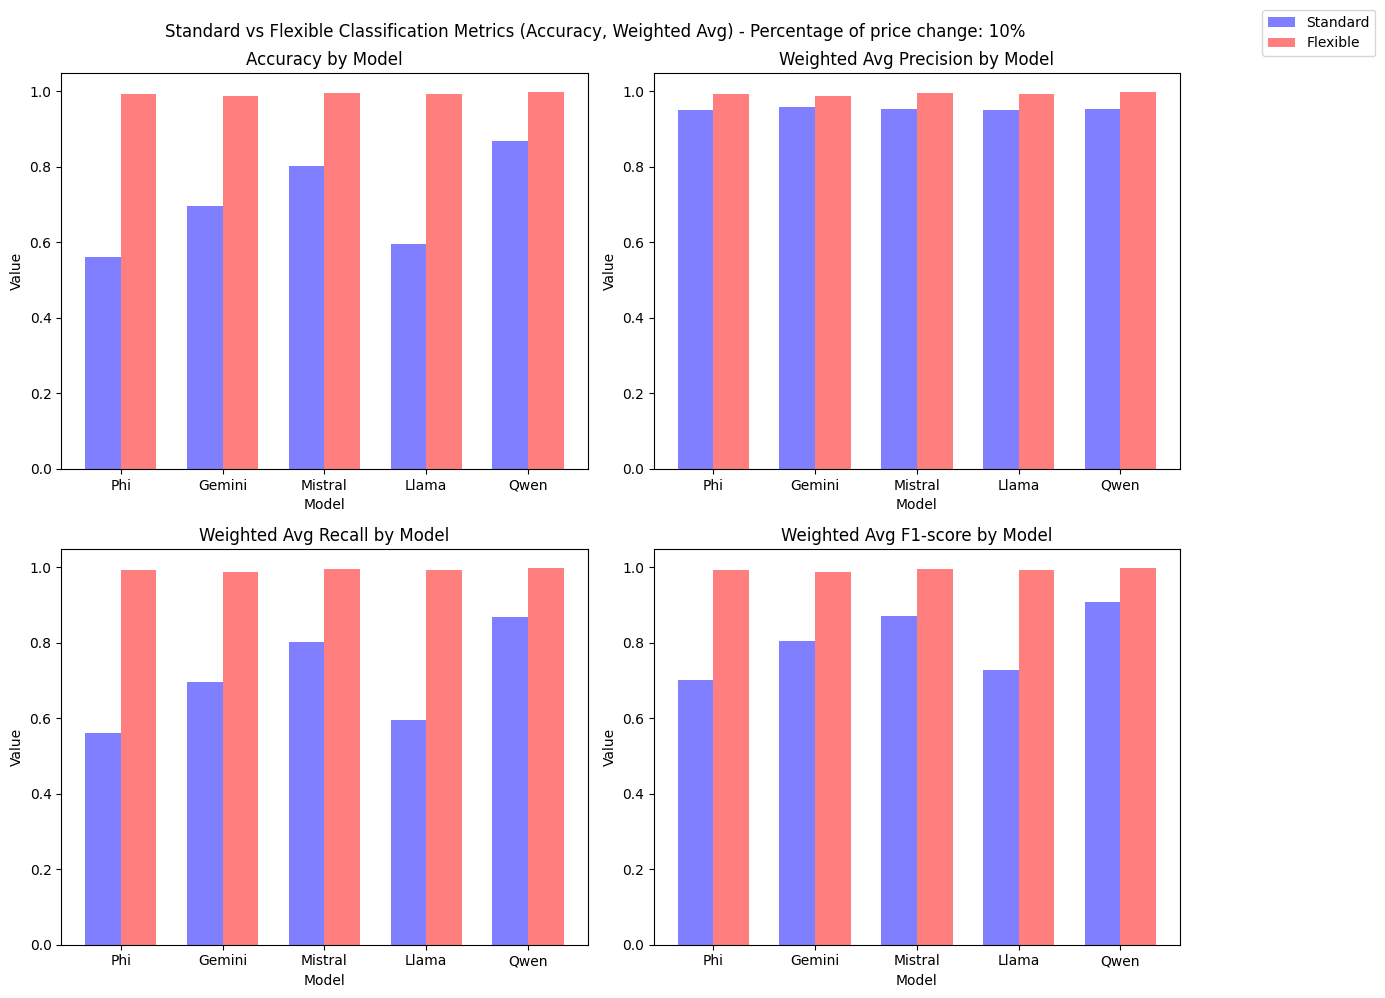 Standard vs Flexible Classification Metrics (Accuracy, Weighted Avg) - Percentage of price change: 10%
Standard
Flexible
Accuracy by Model
Value
1.0
0.8
0.6
0.4
0.2
0.0
Phi Gemini Mistral Llama Qwen
Model
Weighted Avg Precision by Model
Value
1.0
0.8
0.6
0.4
0.2
0.0
Phi Gemini Mistral Llama Qwen
Model
Weighted Avg Recall by Model
Value
1.0
0.8
0.6
0.4
0.2
0.0
Phi Gemini Mistral Llama Qwen
Model
Weighted Avg F1-score by Model
Value
1.0
0.8
0.6
0.4
0.2
0.0
Phi Gemini Mistral Llama Qwen
Model